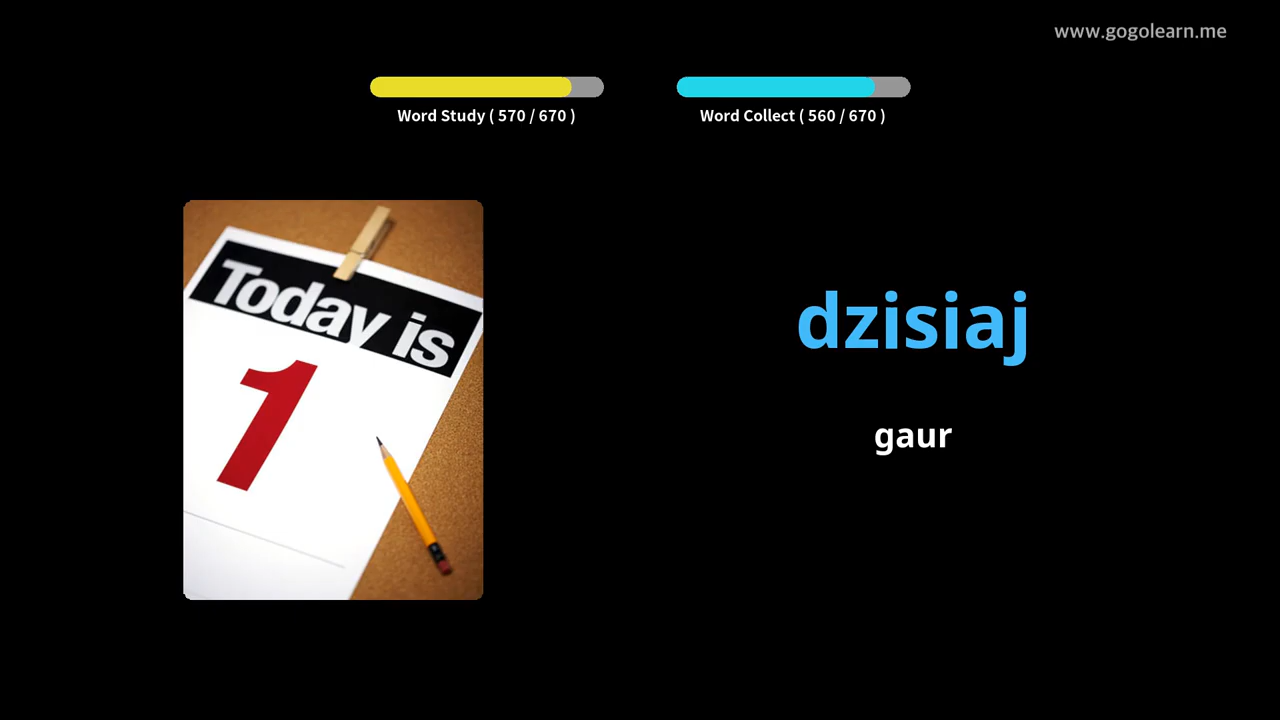 www.gogolearn.me
Word Study ( 570 / 670 )
Word Collect ( 560 / 670 )
Today is
1
dzisiaj
gaur